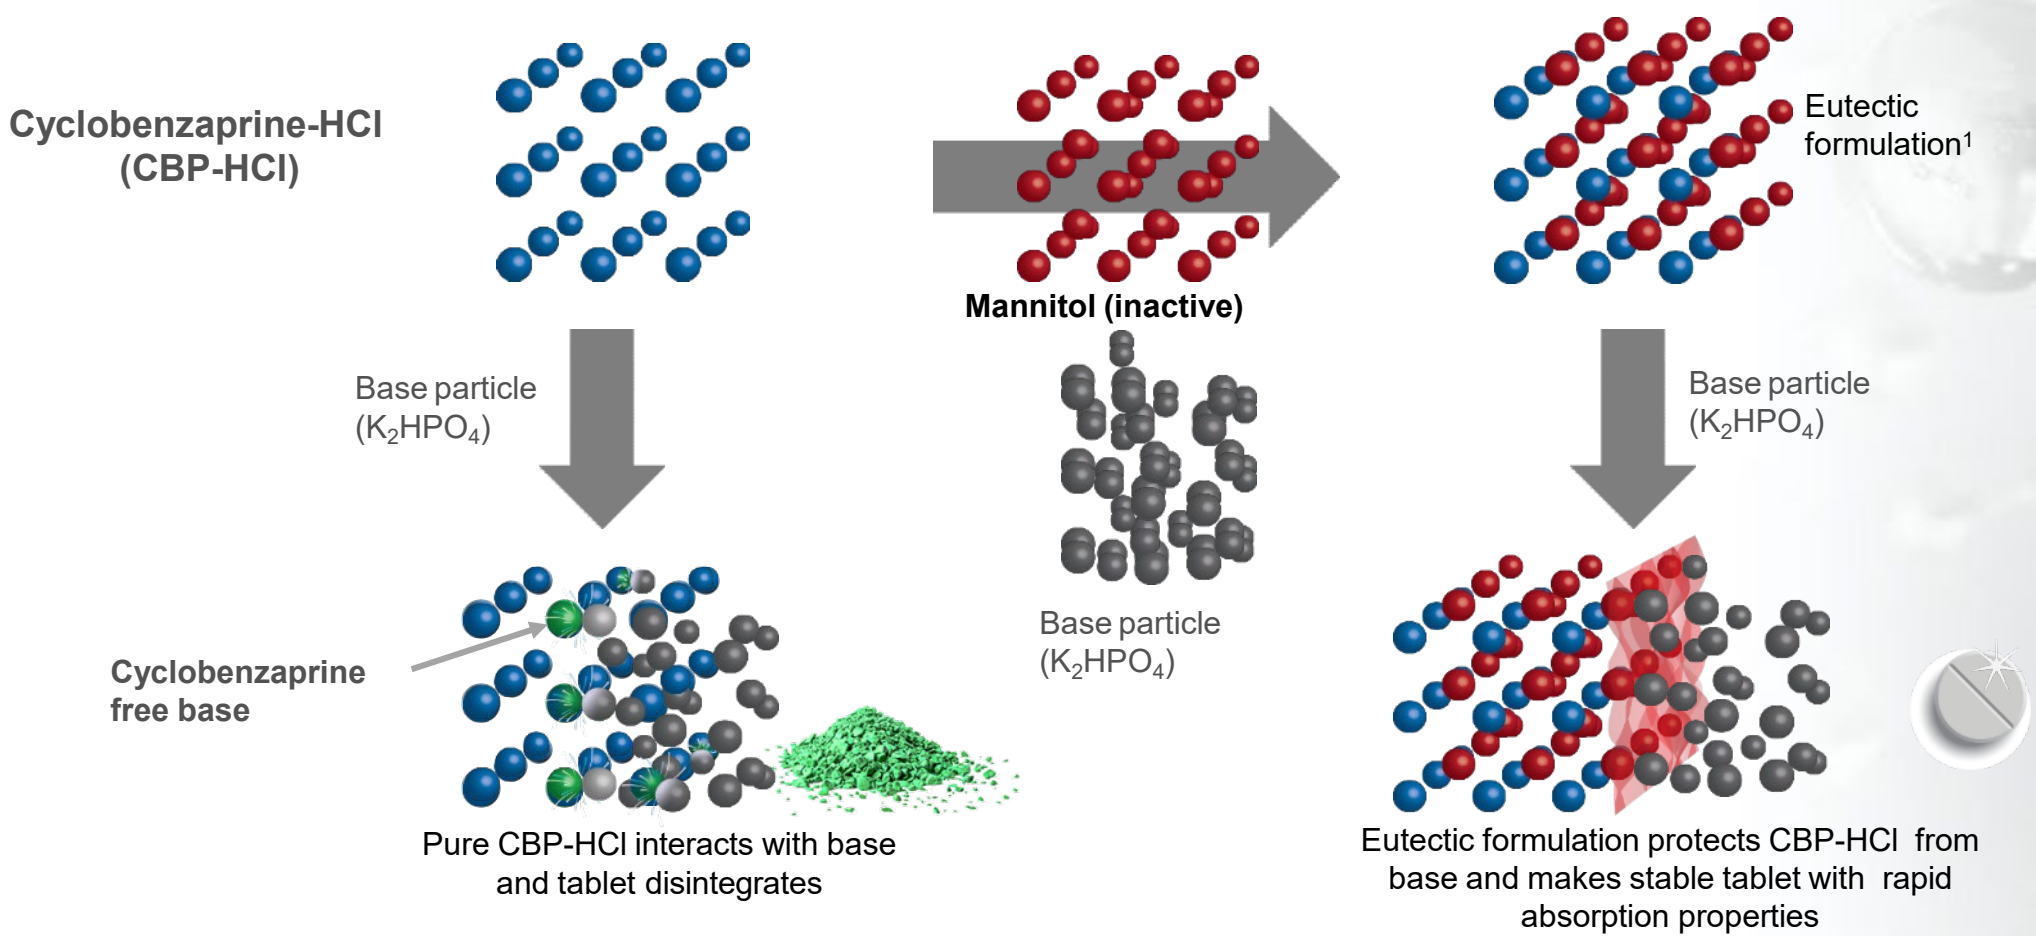 Cyclobenzaprine-HCl
(CBP-HCl)
Eutectic
formulation¹
Mannitol (inactive)
Base particle
(K₂HPO₄)
Base particle
(K₂HPO₄)
Base particle
(K₂HPO₄)
Cyclobenzaprine
free base
Pure CBP-HCl interacts with base
and tablet disintegrates
Eutectic formulation protects CBP-HCl from
base and makes stable tablet with rapid
absorption properties